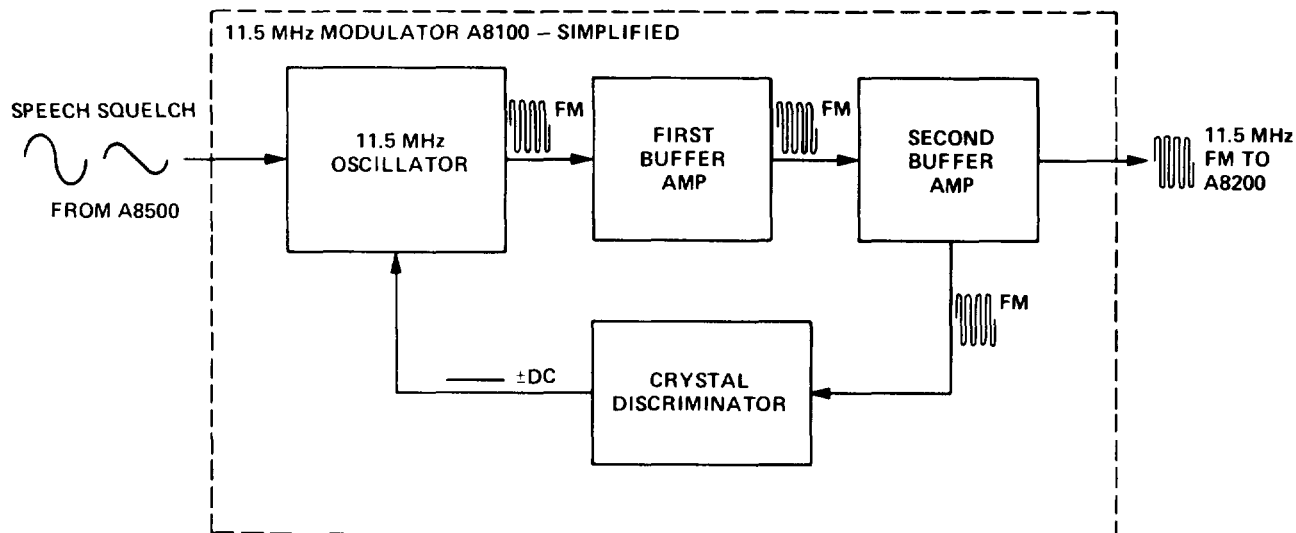 11.5 MHz MODULATOR A8100 – SIMPLIFIED
SPEECH SQUELCH
FROM A8500
11.5 MHz
OSCILLATOR
FM
FIRST
BUFFER
AMP
FM
SECOND
BUFFER
AMP
11.5 MHz
FM TO
A8200
FM
±DC
CRYSTAL
DISCRIMINATOR